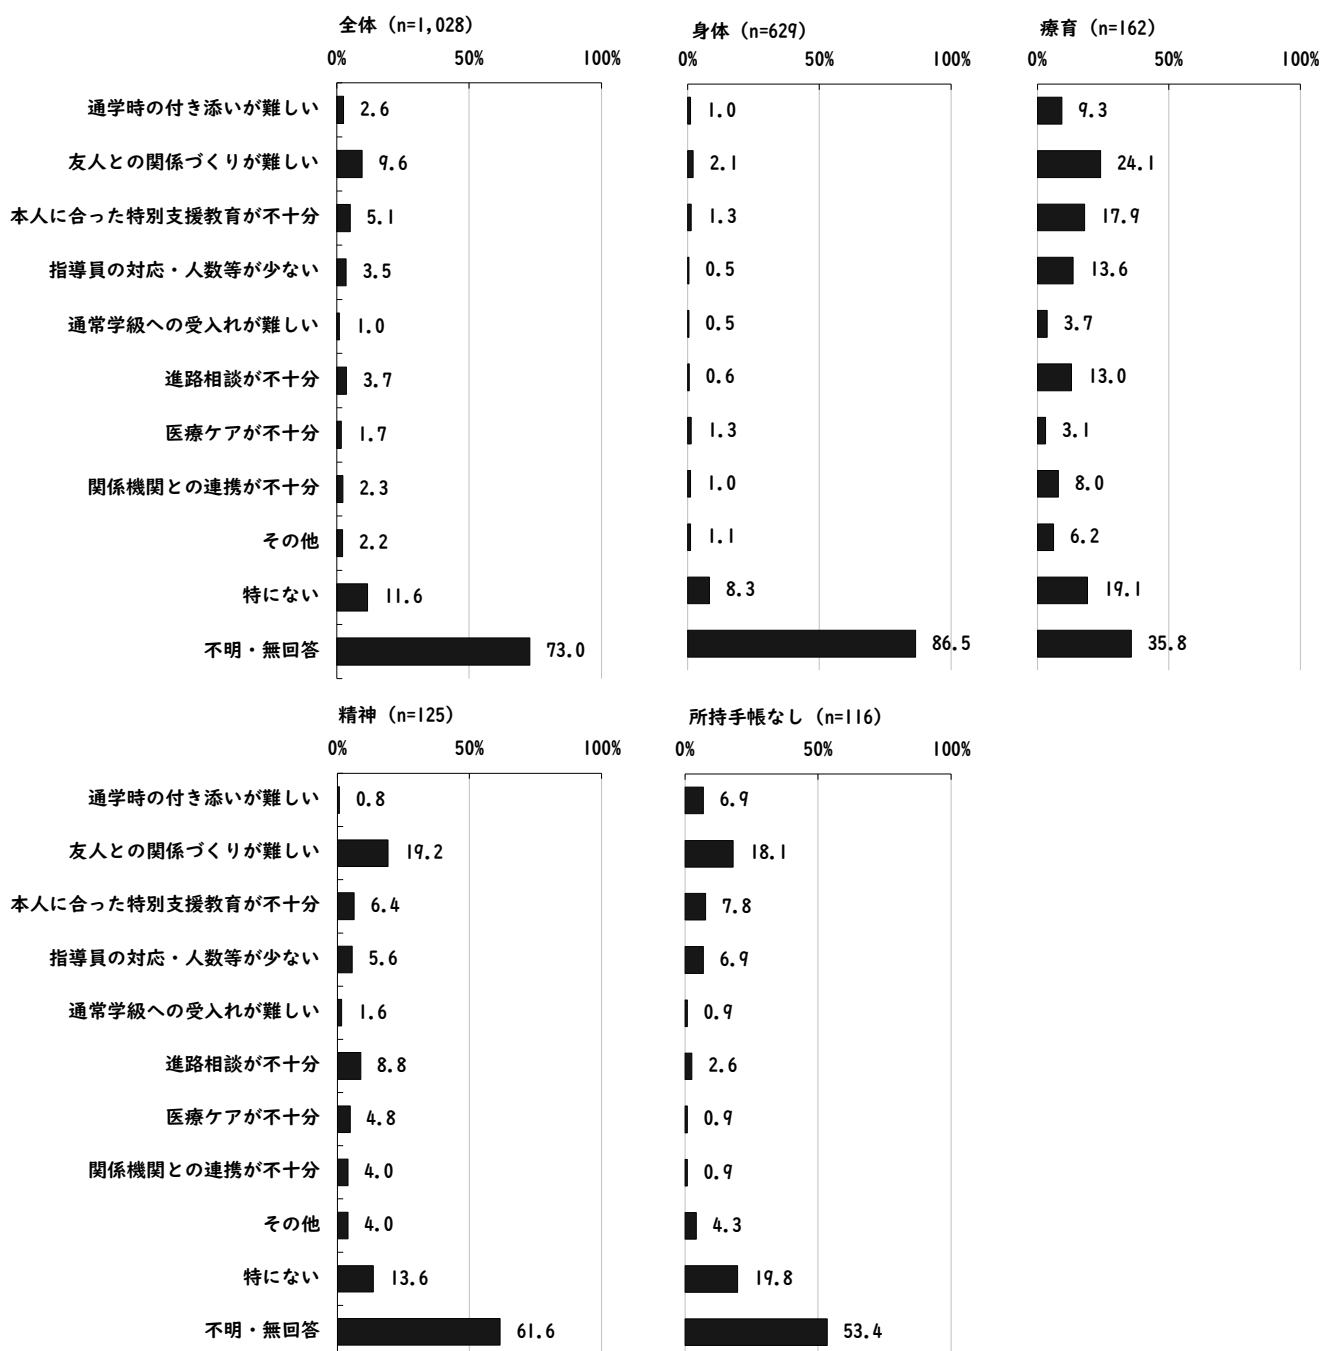 全体 (n=1,028)
0% 50% 100%
通学時の付き添いが難しい 2.6
友人との関係づくりが難しい 9.6
本人に合った特別支援教育が不十分 5.1
指導員の対応・人数等が少ない 3.5
通常学級への受入れが難しい 1.0
進路相談が不十分 3.7
医療ケアが不十分 1.7
関係機関との連携が不十分 2.3
その他 2.2
特にない 11.6
不明・無回答 73.0
身体 (n=629)
0% 50% 100%
1.0
2.1
1.3
0.5
0.5
0.6
1.3
1.0
1.1
8.3
86.5
療育 (n=162)
0% 50% 100%
9.3
24.1
17.9
13.6
3.7
13.0
3.1
8.0
6.2
19.1
35.8
精神 (n=125)
0% 50% 100%
通学時の付き添いが難しい 0.8
友人との関係づくりが難しい 19.2
本人に合った特別支援教育が不十分 6.4
指導員の対応・人数等が少ない 5.6
通常学級への受入れが難しい 1.6
進路相談が不十分 8.8
医療ケアが不十分 4.8
関係機関との連携が不十分 4.0
その他 4.0
特にない 13.6
不明・無回答 61.6
所持手帳なし (n=116)
0% 50% 100%
6.9
18.1
7.8
6.9
0.9
2.6
0.9
0.9
4.3
19.8
53.4